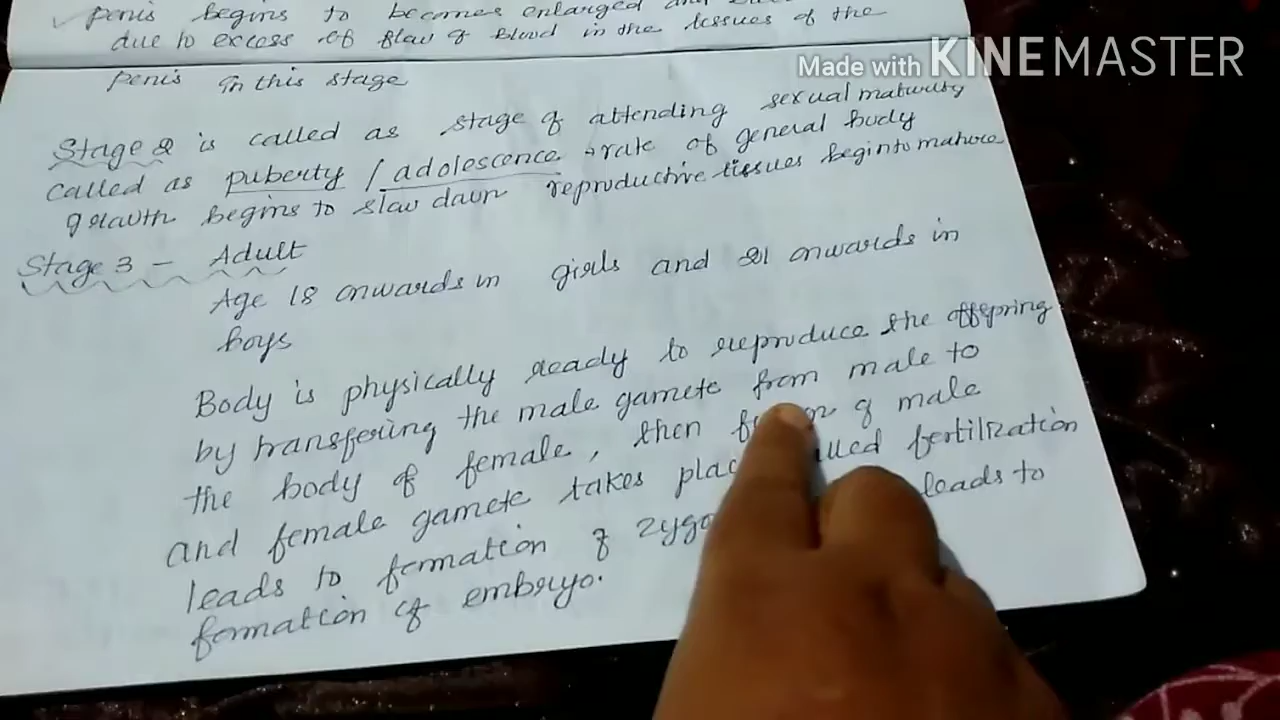 penis begins to becomes enlarged and
due to excess of flow of blood in the tissues of the
penis in this stage
Made with KINEMASTER
Stage 2 is called as stage of attending sexual maturity
called as puberty / adolescence → rate of general body
growth begins to slow down reproductive tissues begin to mature
Stage 3 - Adult
Age 18 onwards in girls and 21 onwards in
boys
Body is physically ready to reproduce the offspring
by transfering the male gamete from male to
the body of female, then of male
and female gamete takes fertilization
leads to formation of leads to
formation of embryo.